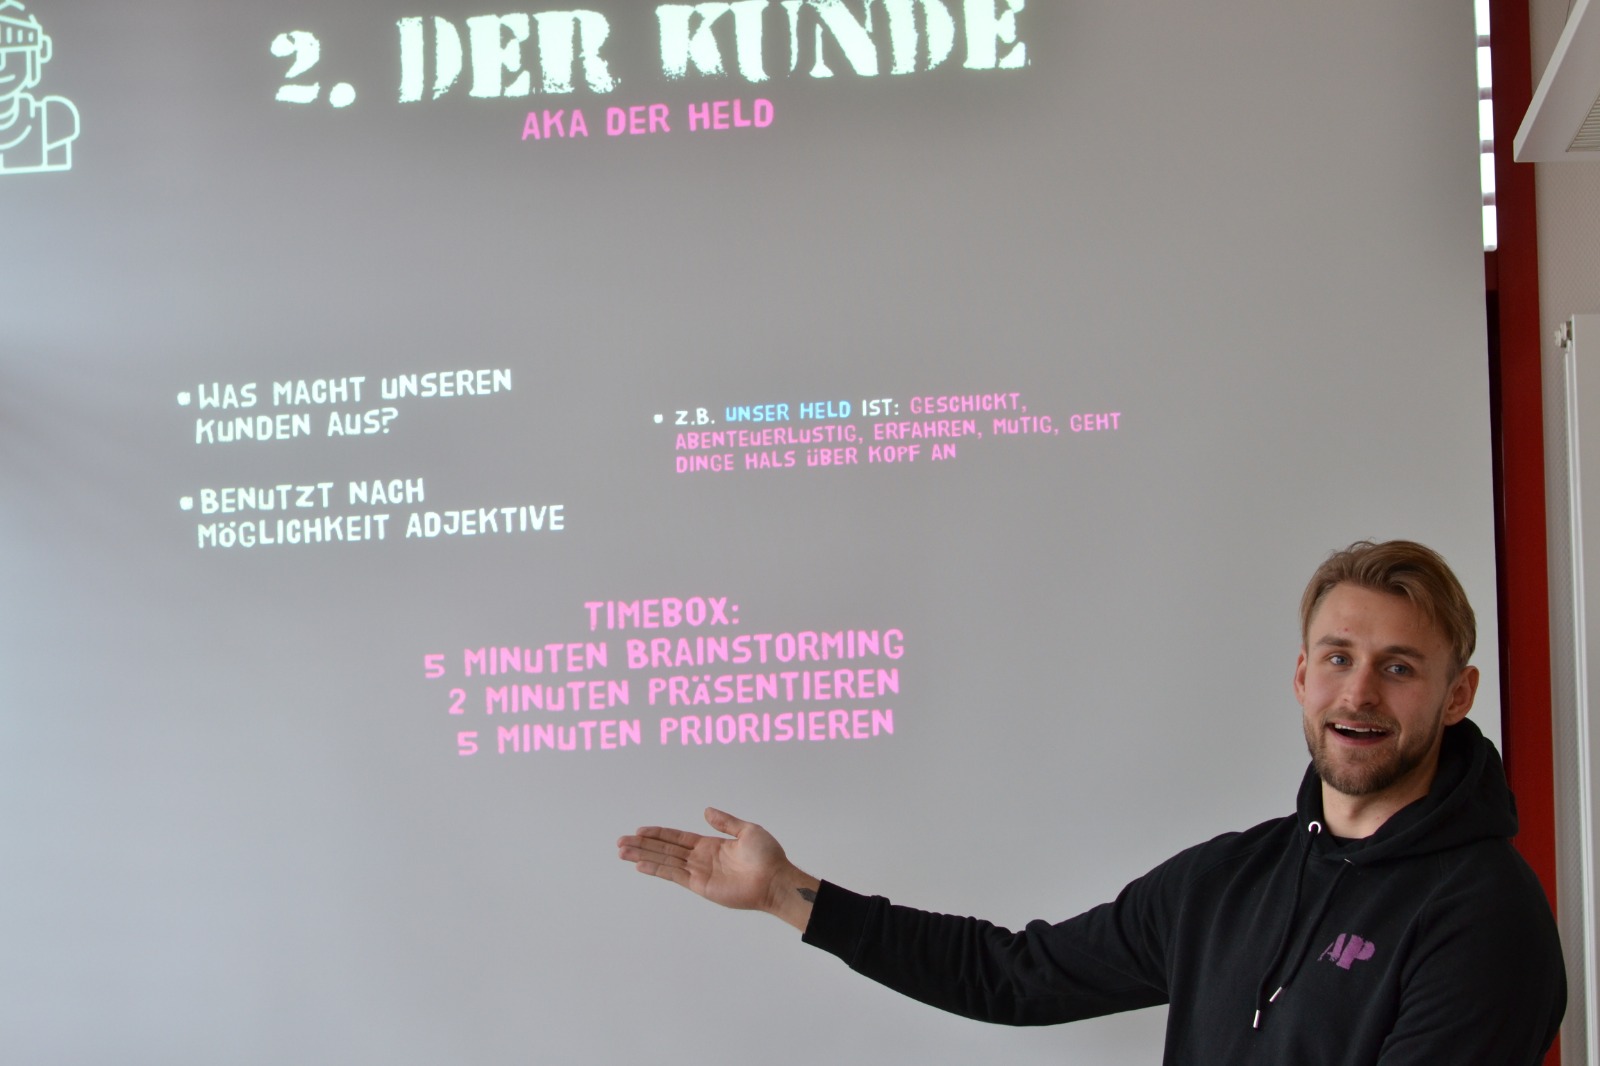 2. DER KUNDE
AKA DER HELD
• WAS MACHT UNSEREN
KUNDEN AUS?
• BENUTZT NACH
MÖGLICHKEIT ADJEKTIVE
• Z.B. UNSER HELD IST: GESCHICKT,
ABENTEUERLUSTIG, ERFAHREN, MUTIG, GEHT
DINGE HALS ÜBER KOPF AN
TIMEBOX:
5 MINUTEN BRAINSTORMING
2 MINUTEN PRÄSENTIEREN
5 MINUTEN PRIORISIEREN
AP